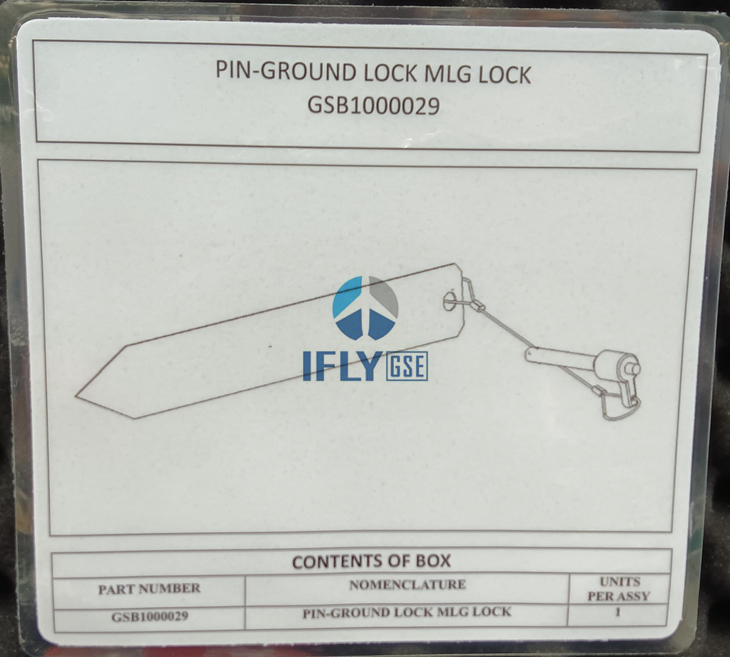 PIN-GROUND LOCK MLG LOCK
GSB1000029
IFLY GSE
CONTENTS OF BOX
PART NUMBER NOMENCLATURE UNITS PER ASSY
GSB1000029 PIN-GROUND LOCK MLG LOCK 1